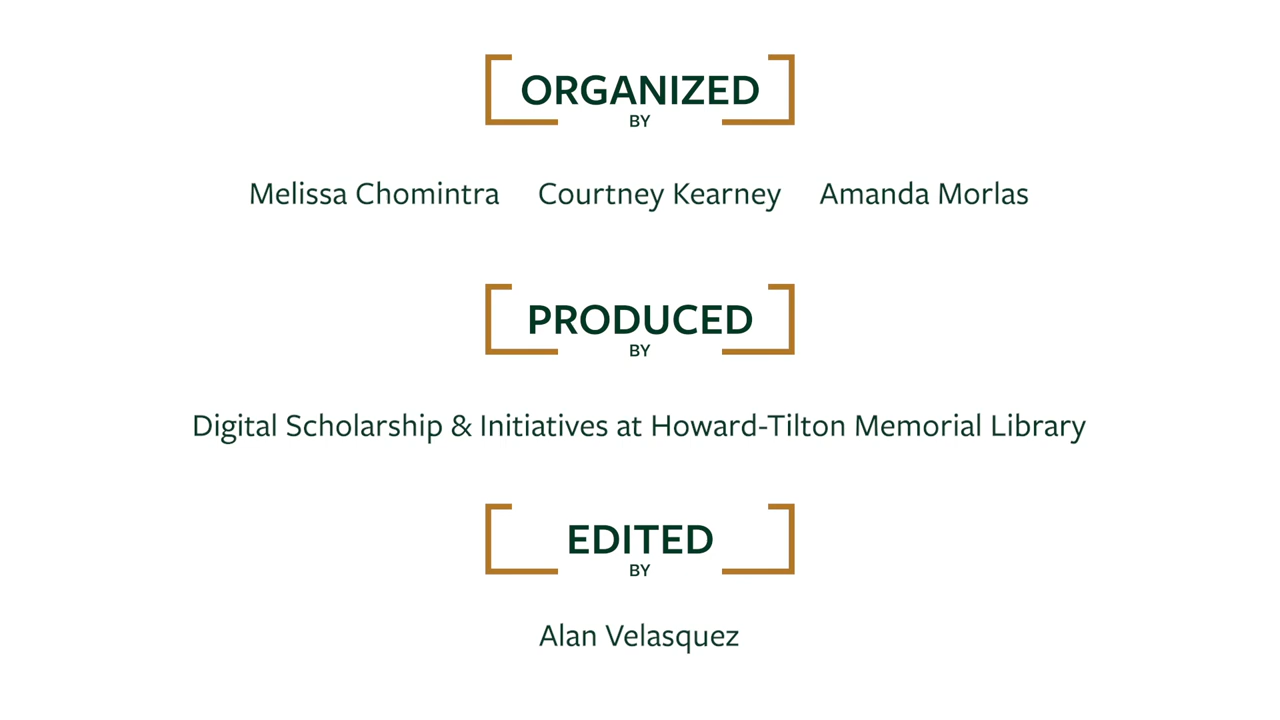 ORGANIZED
BY
Melissa Chomintra Courtney Kearney Amanda Morlas
PRODUCED
BY
Digital Scholarship & Initiatives at Howard-Tilton Memorial Library
EDITED
BY
Alan Velasquez